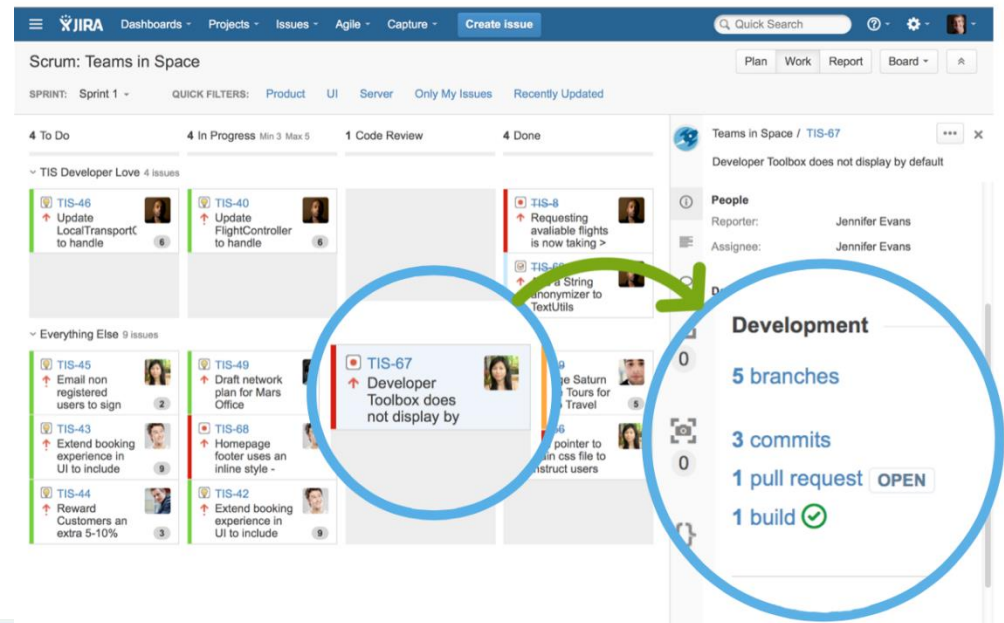 JIRA Dashboards Projects Issues Agile Capture Create issue Quick Search
Scrum: Teams in Space Plan Work Report Board
SPRINT: Sprint 1 QUICK FILTERS: Product UI Server Only My Issues Recently Updated
4 To Do 4 In Progress Min 3 Max 5 1 Code Review 4 Done
TIS Developer Love 4 issues
TIS-46
Update
LocalTransportC
to handle 6
TIS-40
Update
FlightController
to handle 6
TIS-8
Requesting
avaliable flights
is now taking >
a String
anonymizer to
TextUtils
Everything Else 9 issues
TIS-45
Email non
registered
users to sign 2
TIS-49
Draft network
plan for Mars
Office
TIS-67
Developer
Toolbox does
not display by
9
Saturn
Tours for
Travel 5
TIS-43
Extend booking
experience in
UI to include 9
TIS-68
Homepage
footer uses an
inline style -
6
pointer to
css file to
instruct users
TIS-44
Reward
Customers an
extra 5-10% 3
TIS-42
Extend booking
experience in
UI to include 9
Teams in Space / TIS-67
Developer Toolbox does not display by default
People
Reporter: Jennifer Evans
Assignee: Jennifer Evans
Development
0
5 branches
3 commits
0
1 pull request OPEN
1 build